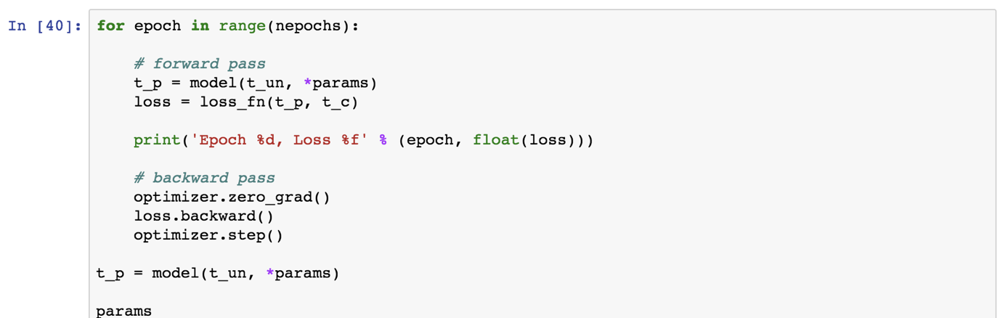 In [40]: for epoch in range(nepochs):
# forward pass
t_p = model(t_un, *params)
loss = loss_fn(t_p, t_c)
print('Epoch %d, Loss %f' % (epoch, float(loss)))
# backward pass
optimizer.zero_grad()
loss.backward()
optimizer.step()
t_p = model(t_un, *params)
params